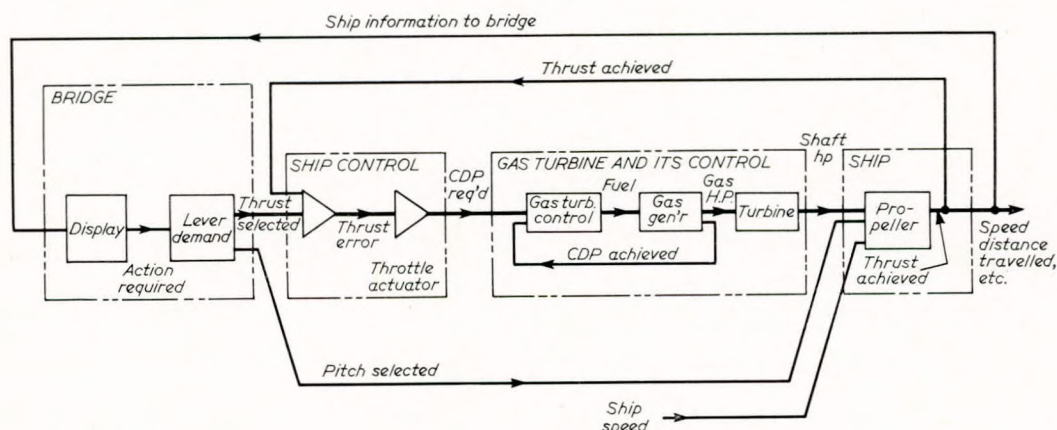 Ship information to bridge
Thrust achieved
BRIDGE
SHIP CONTROL
GAS TURBINE AND ITS CONTROL
SHIP
Display
Action
required
Lever
demand
Thrust
selected
Thrust
error
Throttle
actuator
CDP
req'd
Gas turb.
control
Fuel
Gas
gen'r
Gas
H.P.
Turbine
CDP achieved
Shaft
hp
Pro-
peller
Thrust
achieved
Speed
distance
travelled,
etc.
Pitch selected
Ship
speed